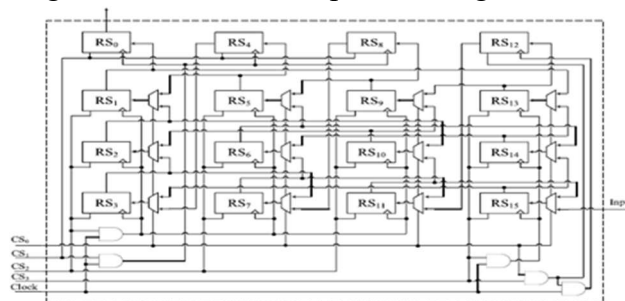 RS0 RS4 RS8 RS12
RS1 RS5 RS9 RS13
RS2 RS6 RS10 RS14
RS3 RS7 RS11 RS15
Inp
CS0
CS1
CS2
CS3
Clock